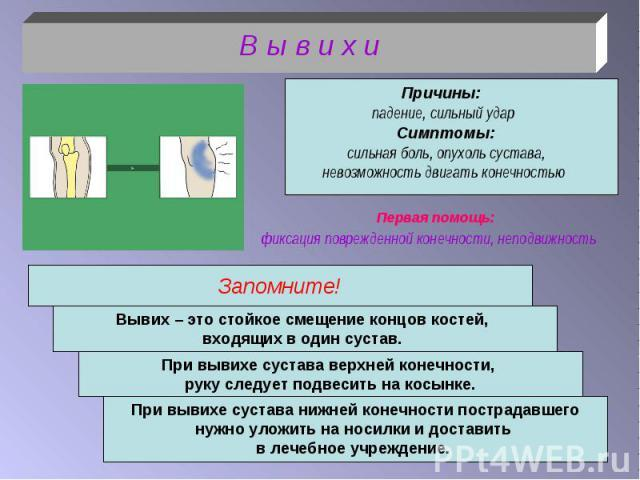 В ы в и х и
Причины:
падение, сильный удар
Симптомы:
сильная боль, опухоль сустава,
невозможность двигать конечностью
Первая помощь:
фиксация поврежденной конечности, неподвижность
Запомните!
Вывих – это стойкое смещение концов костей,
входящих в один сустав.
При вывихе сустава верхней конечности,
руку следует подвесить на косынке.
При вывихе сустава нижней конечности пострадавшего
нужно уложить на носилки и доставить
в лечебное учреждение.
PPt4WEB.ru